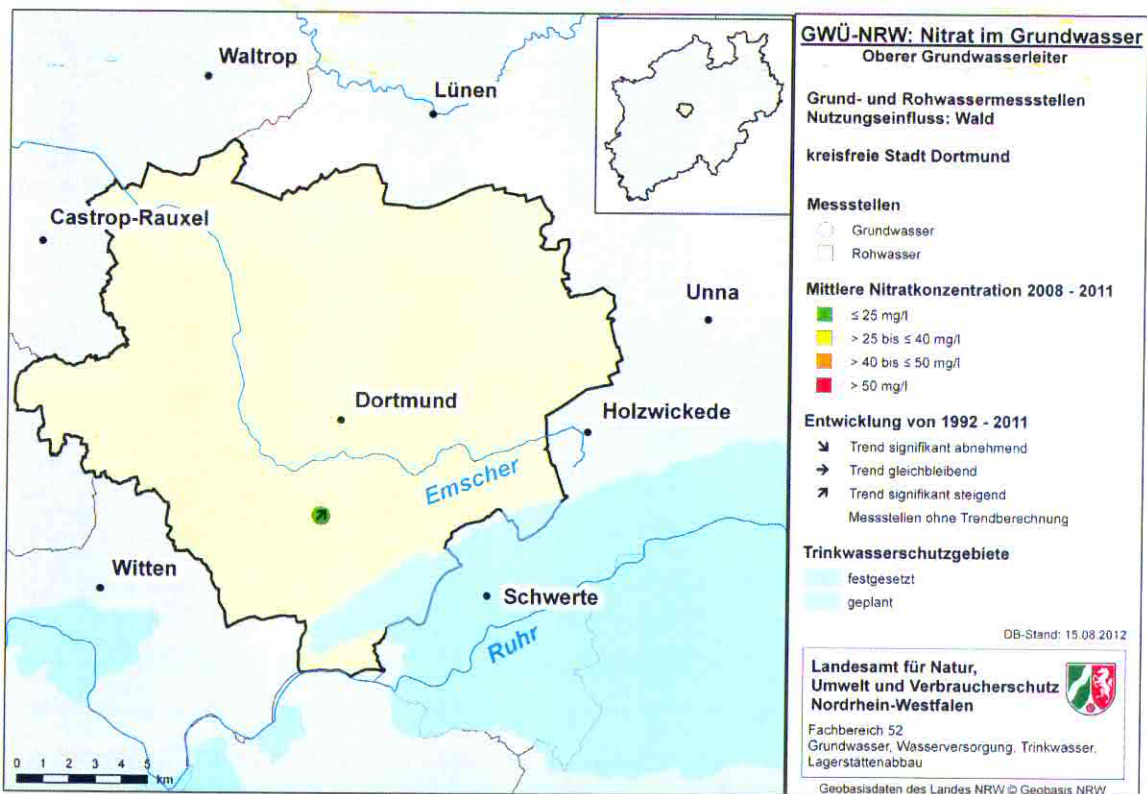 Waltrop
Lünen
Castrop-Rauxel
Unna
Dortmund
Holzwickede
Emscher
Witten
Schwerte
Ruhr
0 1 2 3 4 5
km
GWÜ-NRW: Nitrat im Grundwasser
Oberer Grundwasserleiter
Grund- und Rohwassermessstellen
Nutzungseinfluss: Wald
kreisfreie Stadt Dortmund
Messstellen
Grundwasser
Rohwasser
Mittlere Nitratkonzentration 2008 - 2011
≤ 25 mg/l
> 25 bis ≤ 40 mg/l
> 40 bis ≤ 50 mg/l
> 50 mg/l
Entwicklung von 1992 - 2011
Trend signifikant abnehmend
Trend gleichbleibend
Trend signifikant steigend
Messstellen ohne Trendberechnung
Trinkwasserschutzgebiete
festgesetzt
geplant
DB-Stand: 15.08.2012
Landesamt für Natur,
Umwelt und Verbraucherschutz
Nordrhein-Westfalen
Fachbereich 52
Grundwasser, Wasserversorgung, Trinkwasser,
Lagerstättenabbau
Geobasisdaten des Landes NRW © Geobasis NRW